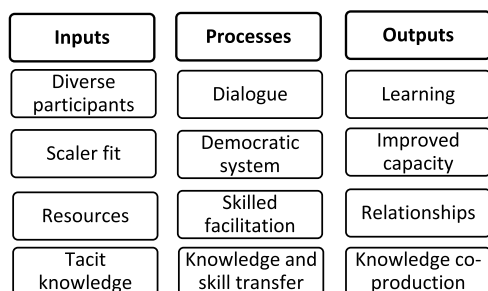 Inputs
Diverse
participants
Scaler fit
Resources
Tacit
knowledge
Processes
Dialogue
Democratic
system
Skilled
facilitation
Knowledge and
skill transfer
Outputs
Learning
Improved
capacity
Relationships
Knowledge co-
production